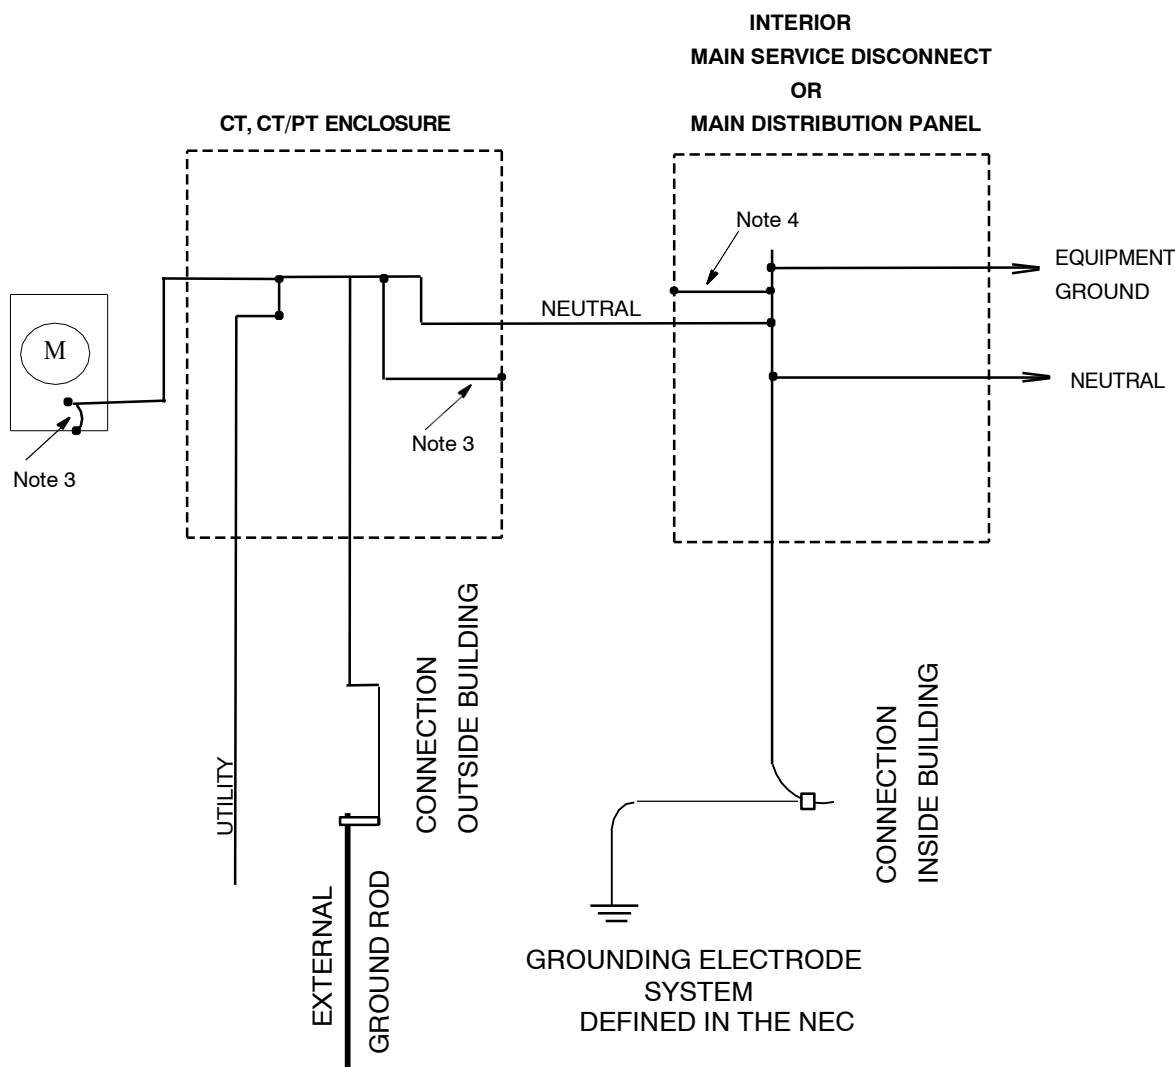 INTERIOR
MAIN SERVICE DISCONNECT
OR
MAIN DISTRIBUTION PANEL
CT, CT/PT ENCLOSURE
Note 4
EQUIPMENT
GROUND
NEUTRAL
M
NEUTRAL
Note 3
Note 3
CONNECTION
OUTSIDE BUILDING
UTILITY
CONNECTION
INSIDE BUILDING
EXTERNAL
GROUND ROD
GROUNDING ELECTRODE
SYSTEM
DEFINED IN THE NEC